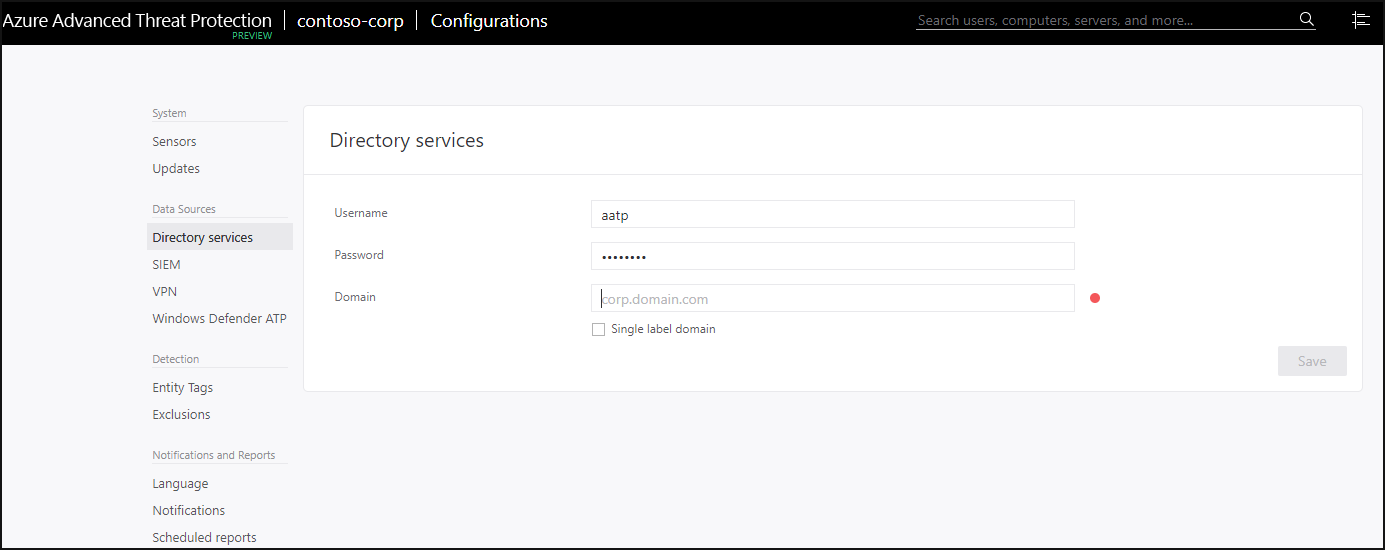 Azure Advanced Threat Protection | contoso-corp | Configurations Search users, computers, servers, and more...
PREVIEW
System
Sensors
Updates
Data Sources
Directory services
SIEM
VPN
Windows Defender ATP
Detection
Entity Tags
Exclusions
Notifications and Reports
Language
Notifications
Scheduled reports
Directory services
Username aatp
Password ••••••••
Domain corp.domain.com
Single label domain
Save